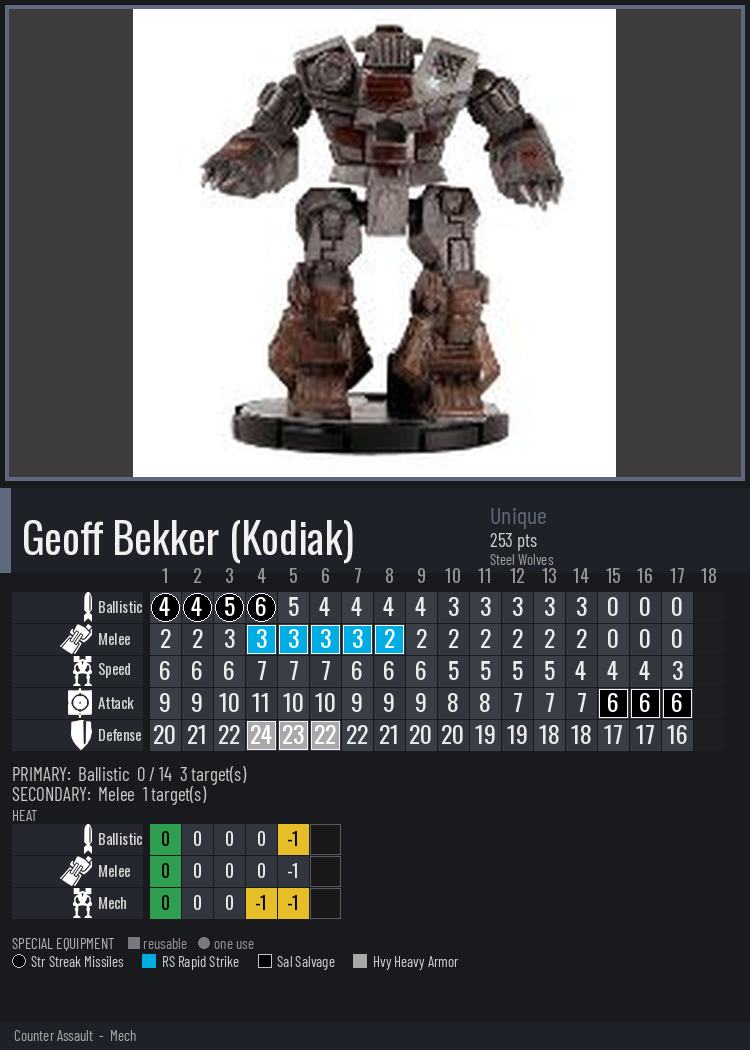 Geoff Bekker (Kodiak)
Unique
253 pts
Steel Wolves
1 2 3 4 5 6 7 8 9 10 11 12 13 14 15 16 17 18
Ballistic 4 4 5 6 5 4 4 4 4 3 3 3 3 3 0 0 0
Melee 2 2 3 3 3 3 3 2 2 2 2 2 2 2 0 0 0
Speed 6 6 6 7 7 7 6 6 6 5 5 5 5 4 4 4 3
Attack 9 9 10 11 10 10 9 9 9 8 8 7 7 7 6 6 6
Defense 20 21 22 24 23 22 22 21 20 20 19 19 18 18 17 17 16
PRIMARY: Ballistic 0 / 14 3 target(s)
SECONDARY: Melee 1 target(s)
HEAT
Ballistic 0 0 0 0 -1
Melee 0 0 0 0 -1
Mech 0 0 0 -1 -1
SPECIAL EQUIPMENT reusable one use
Str Streak Missiles RS Rapid Strike Sal Salvage Hvy Heavy Armor
Counter Assault - Mech